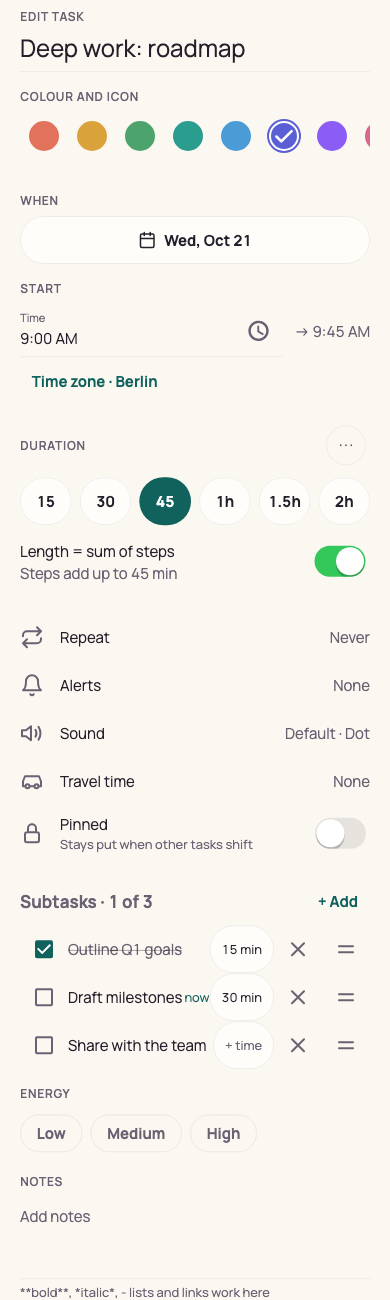 EDIT TASK
Deep work: roadmap
COLOUR AND ICON
WHEN
Wed, Oct 21
START
Time
9:00 AM
→ 9:45 AM
Time zone · Berlin
DURATION
···
15 30 45 1h 1.5h 2h
Length = sum of steps
Steps add up to 45 min
Repeat Never
Alerts None
Sound Default · Dot
Travel time None
Pinned
Stays put when other tasks shift
Subtasks · 1 of 3 + Add
Outline Q1 goals 15 min
Draft milestones now 30 min
Share with the team + time
ENERGY
Low Medium High
NOTES
Add notes
**bold**, *italic*, - lists and links work here